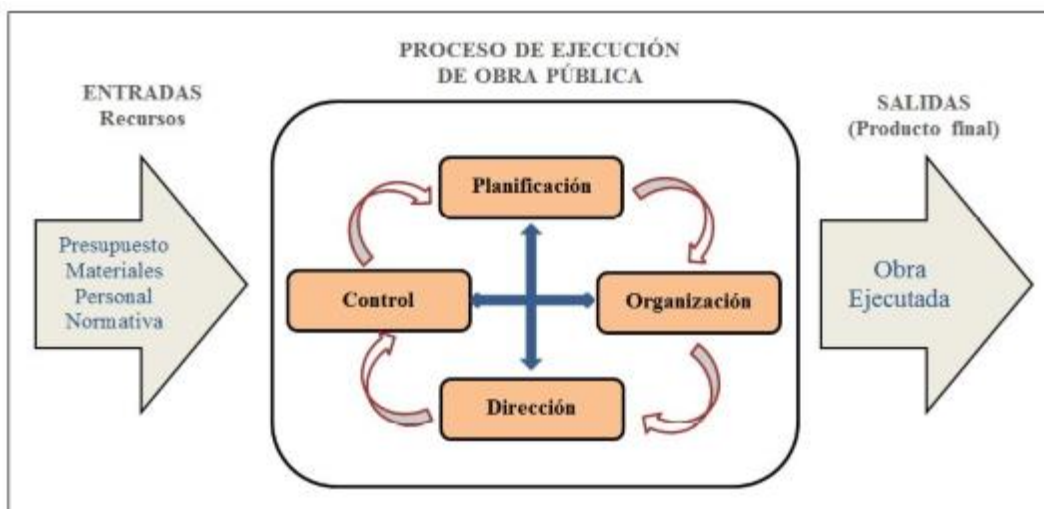 PROCESO DE EJECUCIÓN
DE OBRA PÚBLICA
ENTRADAS
Recursos
SALIDAS
(Producto final)
Planificación
Presupuesto
Materiales
Personal
Normativa
Control
Organización
Obra
Ejecutada
Dirección